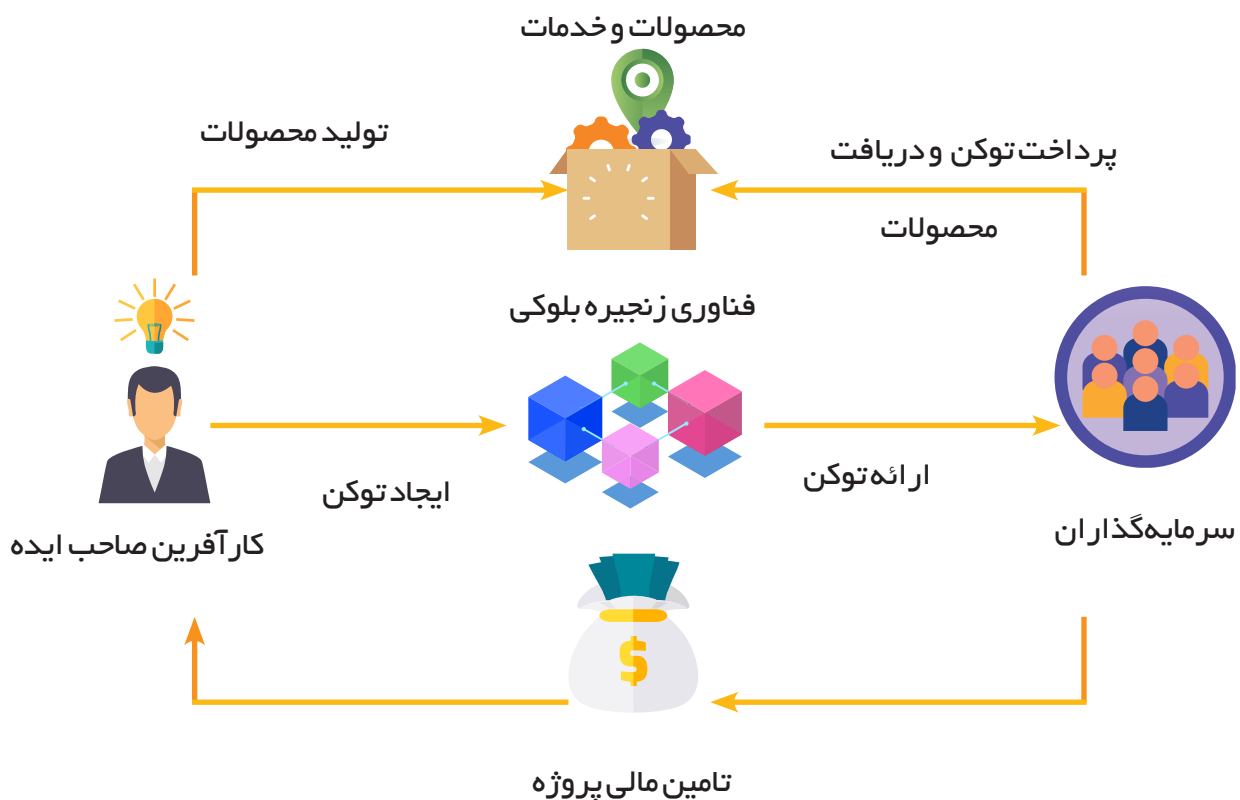 محصولات و خدمات
تولید محصولات
پرداخت توکن و دریافت
محصولات
فناوری زنجیره بلوکی
ایجاد توکن
ارائه توکن
کارآفرین صاحب ایده
سرمایه‌گذاران
$
تامین مالی پروژه